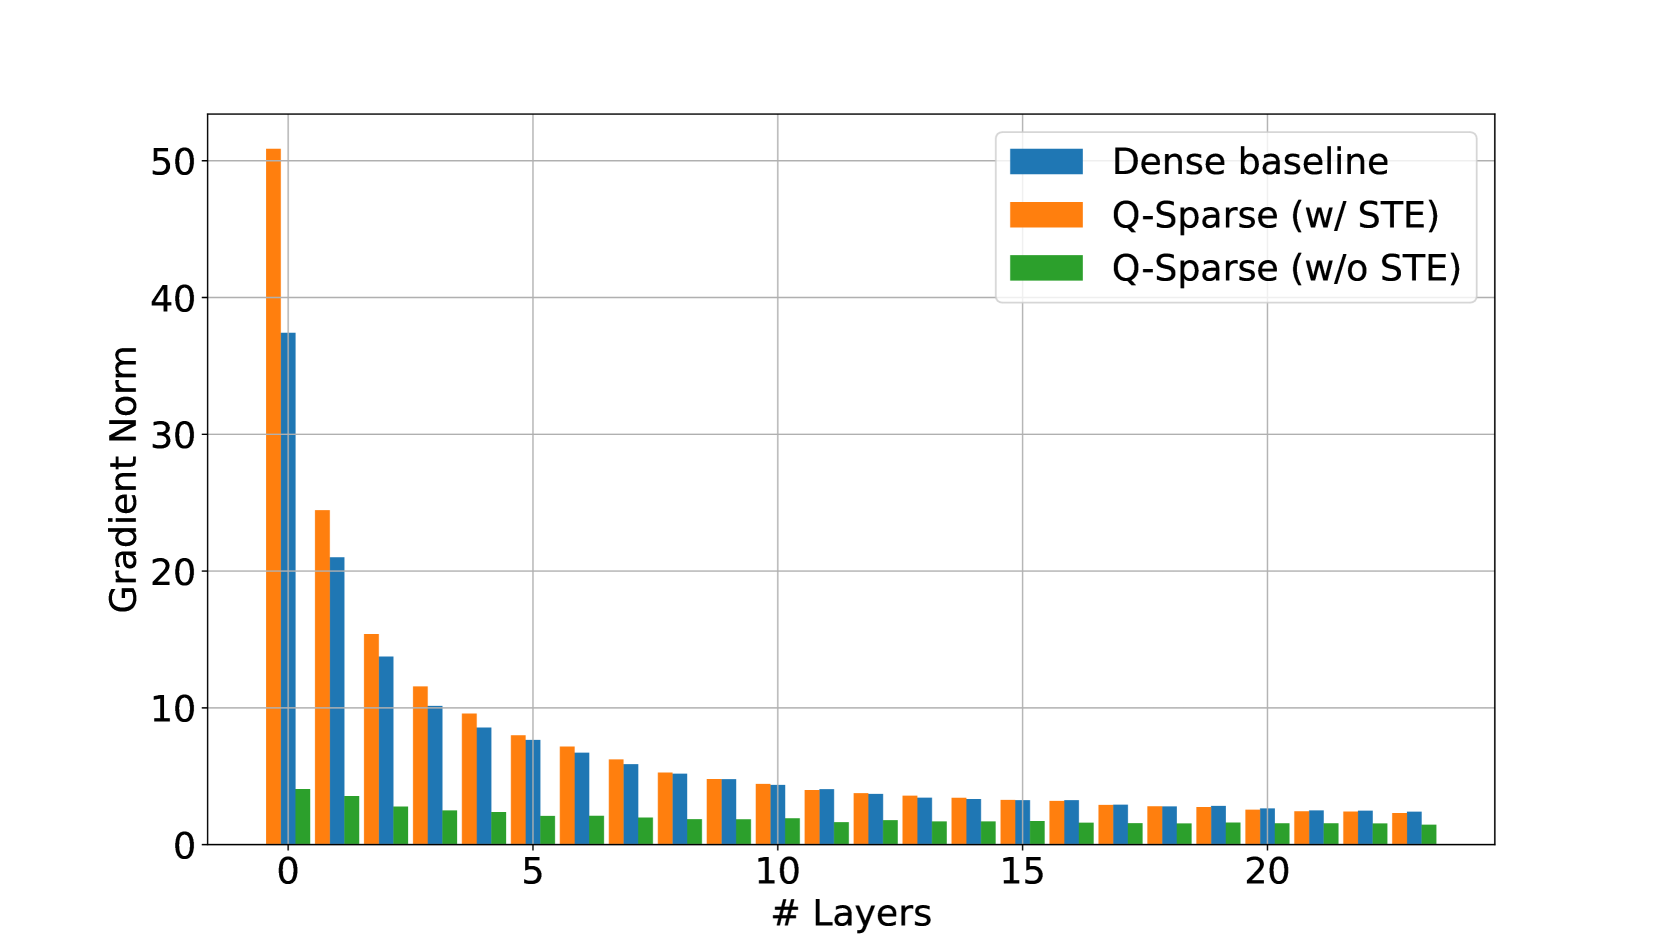 Dense baseline
Q-Sparse (w/ STE)
Q-Sparse (w/o STE)
Gradient Norm
50
40
30
20
10
0
0 5 10 15 20
# Layers